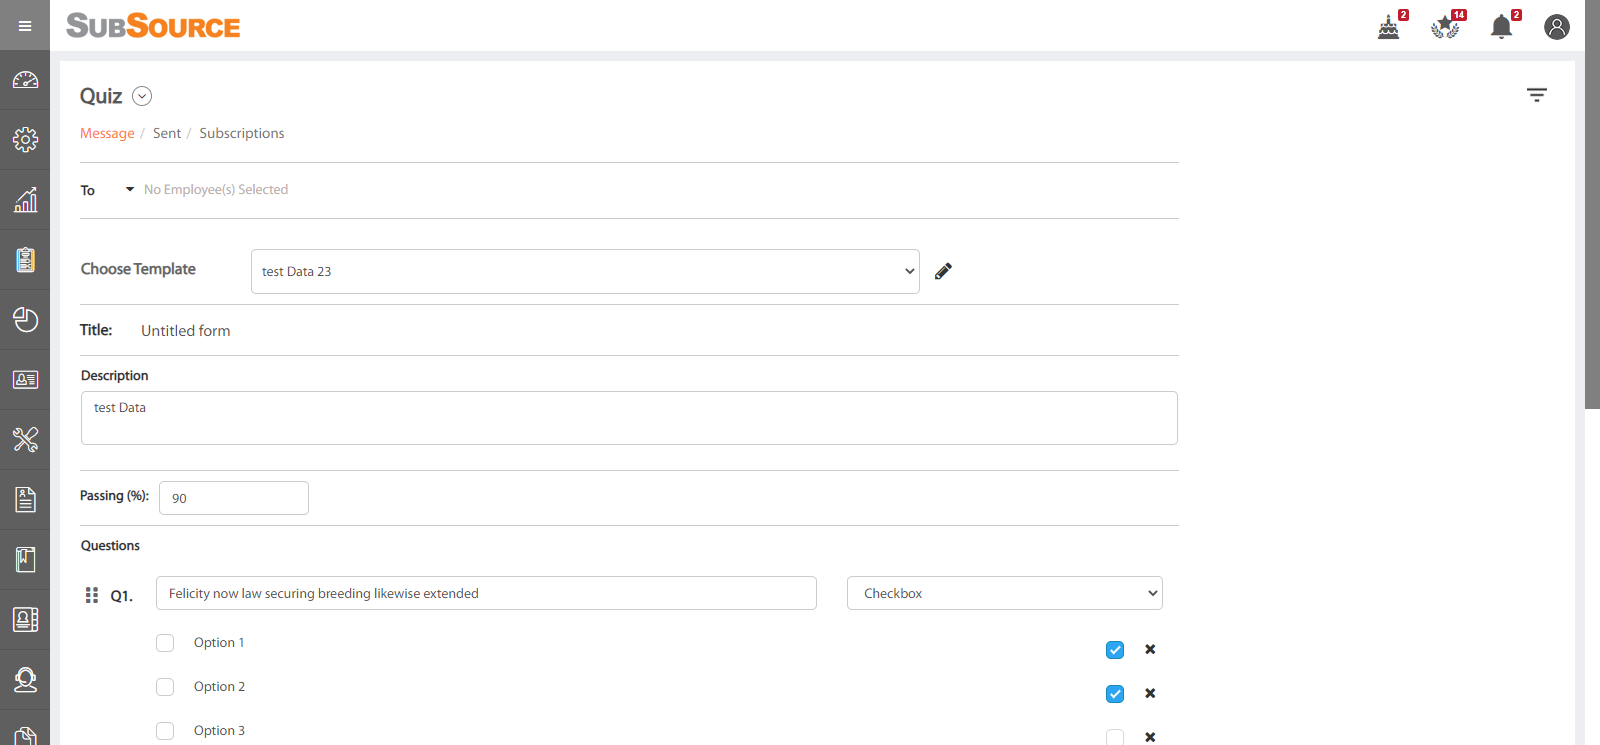 SUBSOURCE
2
14
2
Quiz
Message / Sent / Subscriptions
To No Employee(s) Selected
Choose Template test Data 23
Title: Untitled form
Description
test Data
Passing (%): 90
Questions
Q1. Felicity now law securing breeding likewise extended Checkbox
Option 1
Option 2
Option 3